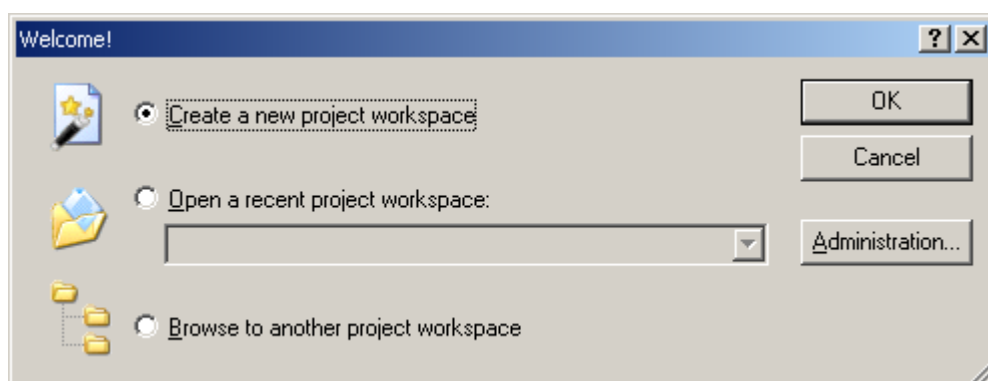 Welcome!
Create a new project workspace
OK
Cancel
Open a recent project workspace:
Administration...
Browse to another project workspace